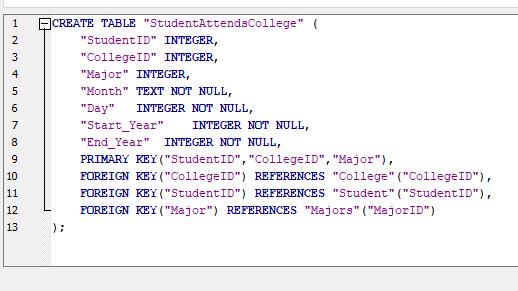 1 CREATE TABLE "StudentAttendsCollege" (
2 "StudentID" INTEGER,
3 "CollegeID" INTEGER,
4 "Major" INTEGER,
5 "Month" TEXT NOT NULL,
6 "Day" INTEGER NOT NULL,
7 "Start_Year" INTEGER NOT NULL,
8 "End_Year" INTEGER NOT NULL,
9 PRIMARY KEY("StudentID","CollegeID","Major"),
10 FOREIGN KEY("CollegeID") REFERENCES "College"("CollegeID"),
11 FOREIGN KEY("StudentID") REFERENCES "Student"("StudentID"),
12 FOREIGN KEY("Major") REFERENCES "Majors"("MajorID")
13 );